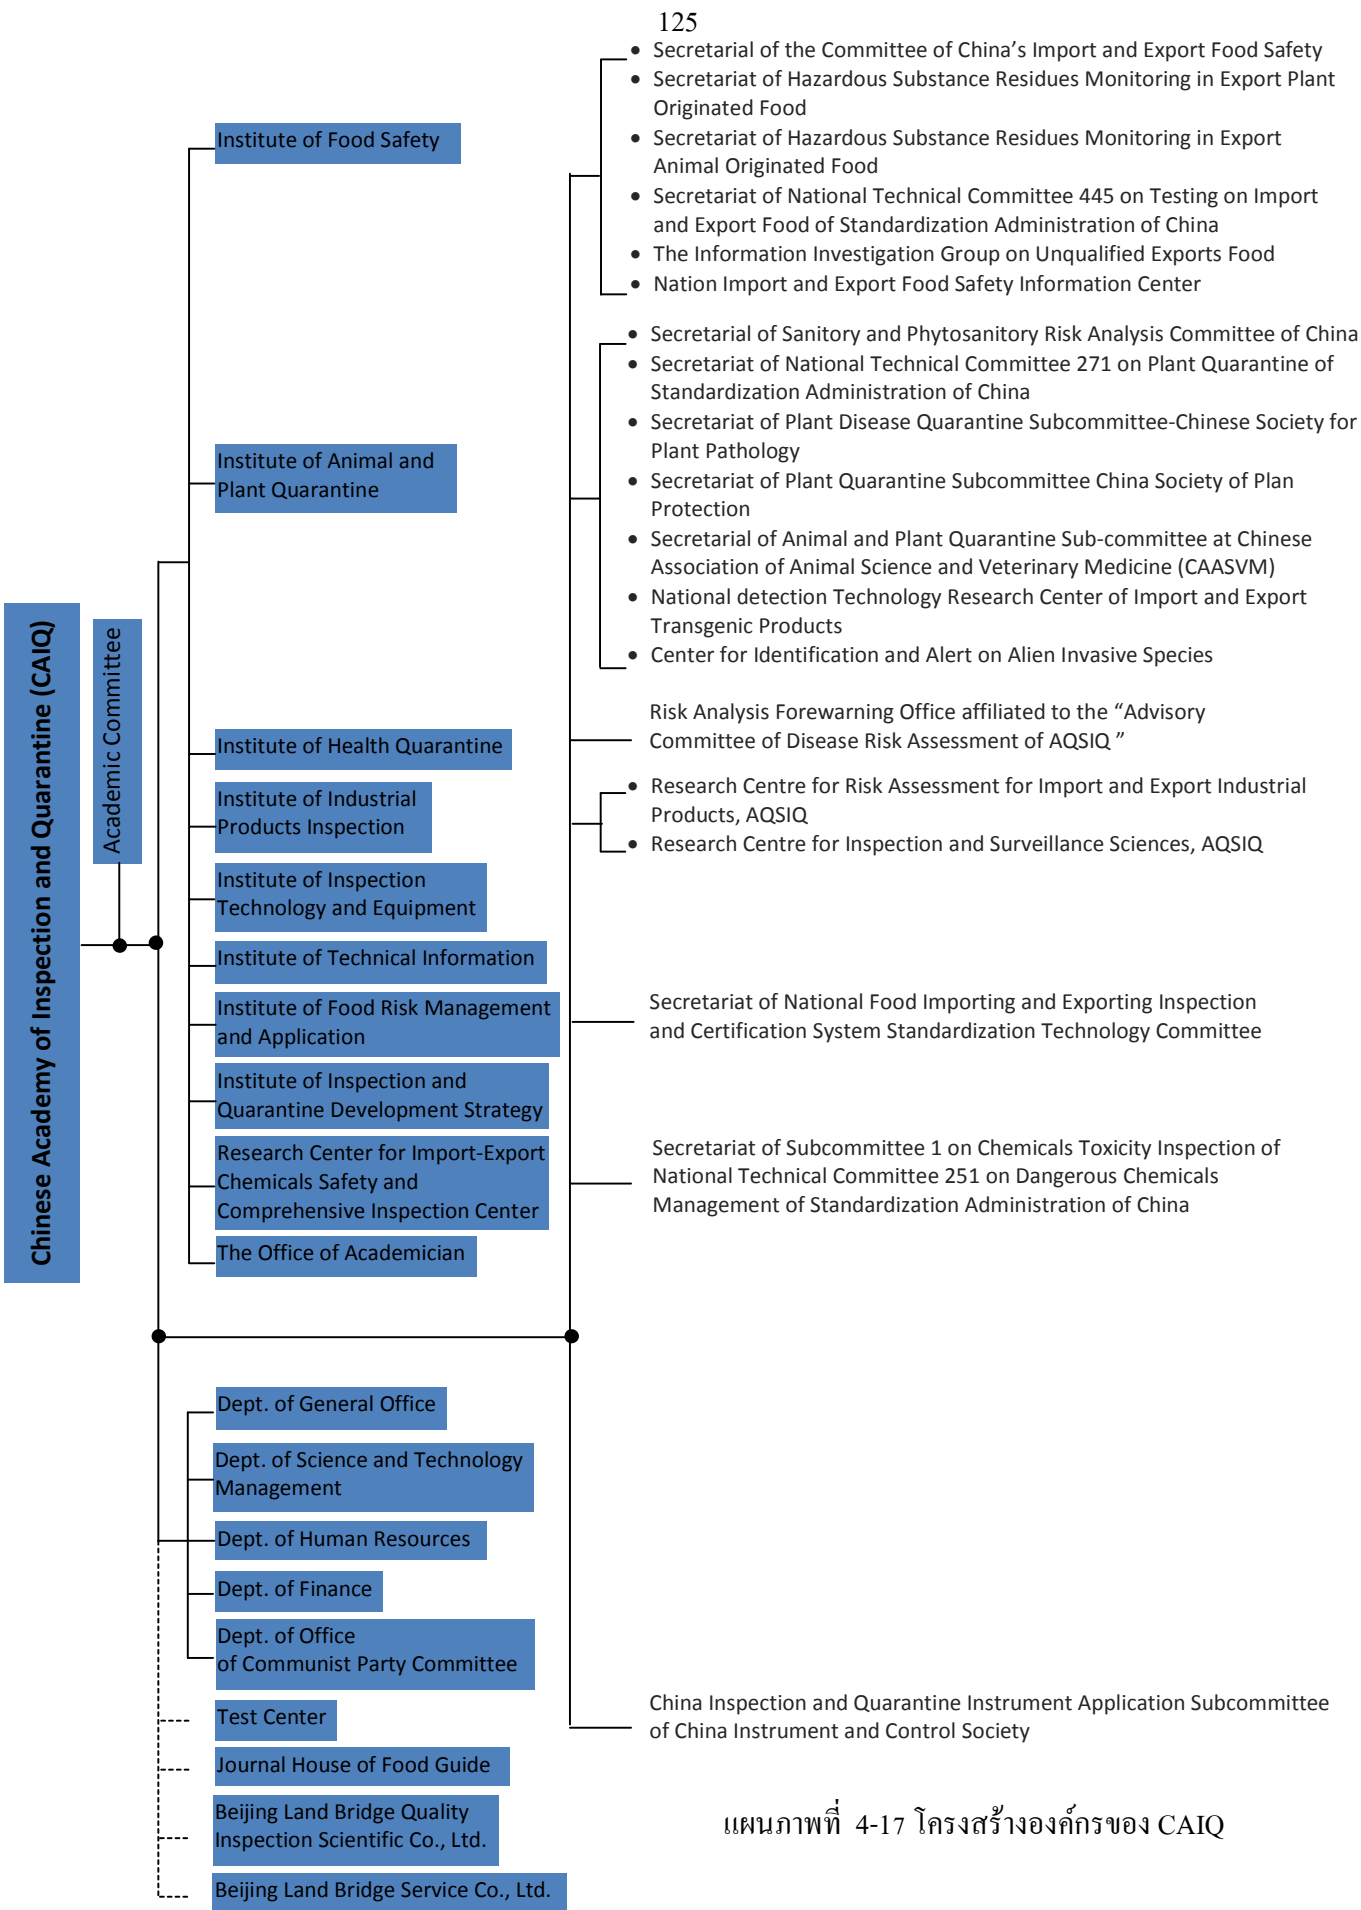 125
Chinese Academy of Inspection and Quarantine (CAIQ)
Academic Committee
Institute of Food Safety
Institute of Animal and
Plant Quarantine
Institute of Health Quarantine
Institute of Industrial
Products Inspection
Institute of Inspection
Technology and Equipment
Institute of Technical Information
Institute of Food Risk Management
and Application
Institute of Inspection and
Quarantine Development Strategy
Research Center for Import-Export
Chemicals Safety and
Comprehensive Inspection Center
The Office of Academician
Dept. of General Office
Dept. of Science and Technology
Management
Dept. of Human Resources
Dept. of Finance
Dept. of Office
of Communist Party Committee
Test Center
Journal House of Food Guide
Beijing Land Bridge Quality
Inspection Scientific Co., Ltd.
Beijing Land Bridge Service Co., Ltd.
• Secretarial of the Committee of China’s Import and Export Food Safety
• Secretariat of Hazardous Substance Residues Monitoring in Export Plant
Originated Food
• Secretariat of Hazardous Substance Residues Monitoring in Export
Animal Originated Food
• Secretariat of National Technical Committee 445 on Testing on Import
and Export Food of Standardization Administration of China
• The Information Investigation Group on Unqualified Exports Food
• Nation Import and Export Food Safety Information Center
• Secretarial of Sanitory and Phytosanitory Risk Analysis Committee of China
• Secretariat of National Technical Committee 271 on Plant Quarantine of
Standardization Administration of China
• Secretariat of Plant Disease Quarantine Subcommittee-Chinese Society for
Plant Pathology
• Secretariat of Plant Quarantine Subcommittee China Society of Plan
Protection
• Secretarial of Animal and Plant Quarantine Sub-committee at Chinese
Association of Animal Science and Veterinary Medicine (CAASVM)
• National detection Technology Research Center of Import and Export
Transgenic Products
• Center for Identification and Alert on Alien Invasive Species
Risk Analysis Forewarning Office affiliated to the “Advisory
Committee of Disease Risk Assessment of AQSIQ ”
• Research Centre for Risk Assessment for Import and Export Industrial
Products, AQSIQ
• Research Centre for Inspection and Surveillance Sciences, AQSIQ
Secretariat of National Food Importing and Exporting Inspection
and Certification System Standardization Technology Committee
Secretariat of Subcommittee 1 on Chemicals Toxicity Inspection of
National Technical Committee 251 on Dangerous Chemicals
Management of Standardization Administration of China
China Inspection and Quarantine Instrument Application Subcommittee
of China Instrument and Control Society
แผนภาพที่ 4-17 โครงสร้างองค์กรของ CAIQ